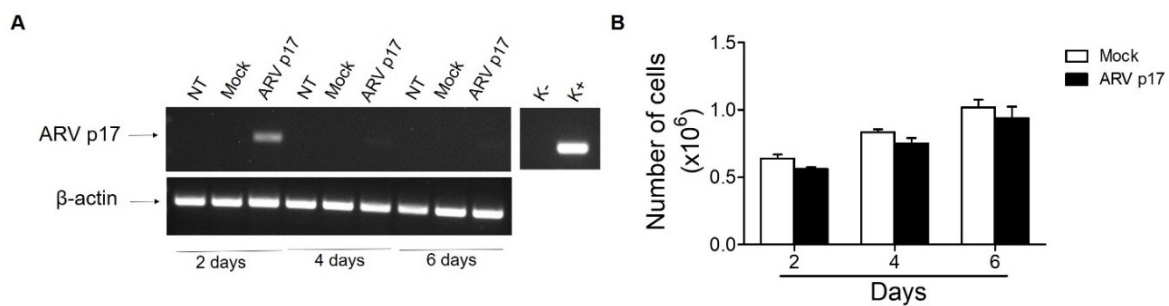 A
NT Mock ARV p17 NT Mock ARV p17 NT Mock ARV p17 K- K+
ARV p17
β-actin
2 days 4 days 6 days
B
Number of cells
(x10⁶)
1.5
1.0
0.5
0.0
2 4 6
Days
Mock
ARV p17